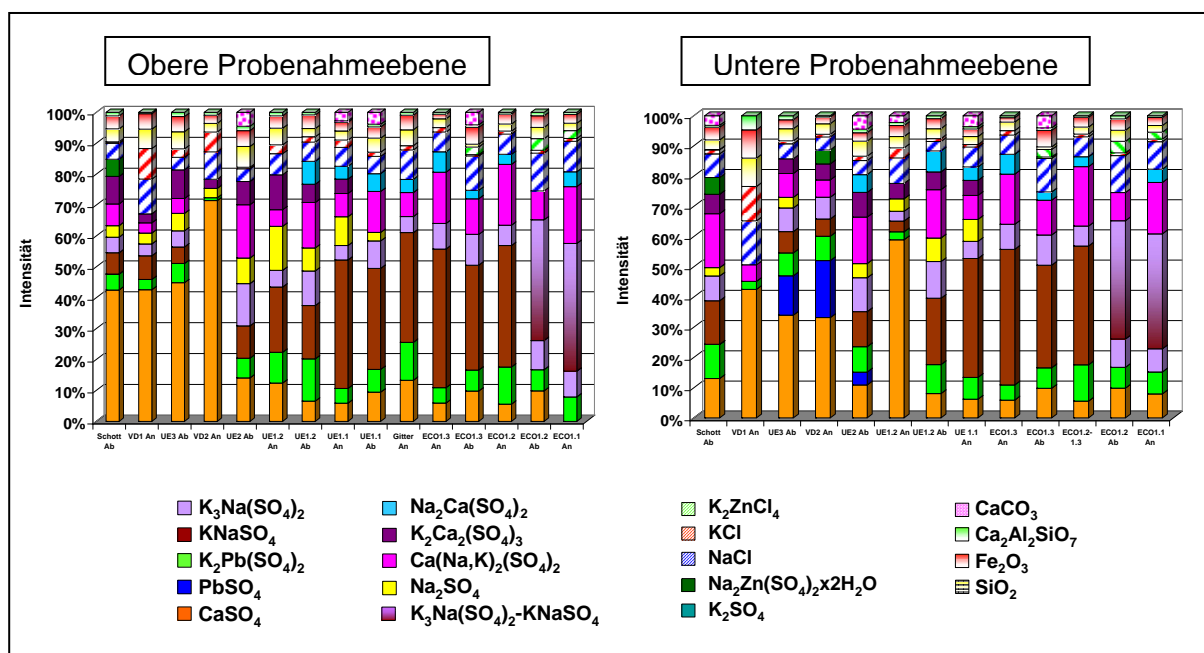 Obere Probenahmeebene
Untere Probenahmeebene
Intensität
100%
90%
80%
70%
60%
50%
40%
30%
20%
10%
0%
Schott Ab
VD1 An
UE3 Ab
VD2 An
UE2 Ab
UE1.2 An
UE1.2 Ab
UE1.1 An
UE1.1 Ab
Gitter An
ECO1.3 An
ECO1.3 Ab
ECO1.2 An
ECO1.2 Ab
ECO1.1 An
Intensität
100%
90%
80%
70%
60%
50%
40%
30%
20%
10%
0%
Schott Ab
VD1 An
UE3 Ab
VD2 An
UE2 Ab
UE1.2 An
UE1.2 Ab
UE 1.1 An
ECO1.3 An
ECO1.3 Ab
ECO1.2-1.3
ECO1.2 Ab
ECO1.1 An
K₃Na(SO₄)₂
KNaSO₄
K₂Pb(SO₄)₂
PbSO₄
CaSO₄
Na₂Ca(SO₄)₂
K₂Ca₂(SO₄)₃
Ca(Na,K)₂(SO₄)₂
Na₂SO₄
K₃Na(SO₄)₂-KNaSO₄
K₂ZnCl₄
KCl
NaCl
Na₂Zn(SO₄)₂x2H₂O
K₂SO₄
CaCO₃
Ca₂Al₂SiO₇
Fe₂O₃
SiO₂